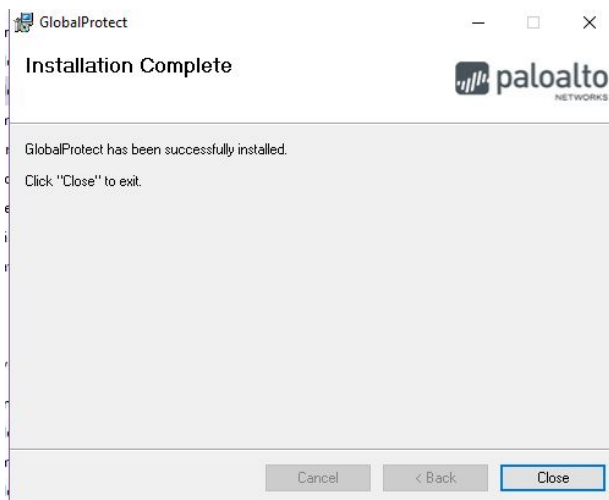 GlobalProtect
Installation Complete
paloalto
NETWORKS
GlobalProtect has been successfully installed.
Click "Close" to exit.
Cancel
< Back
Close